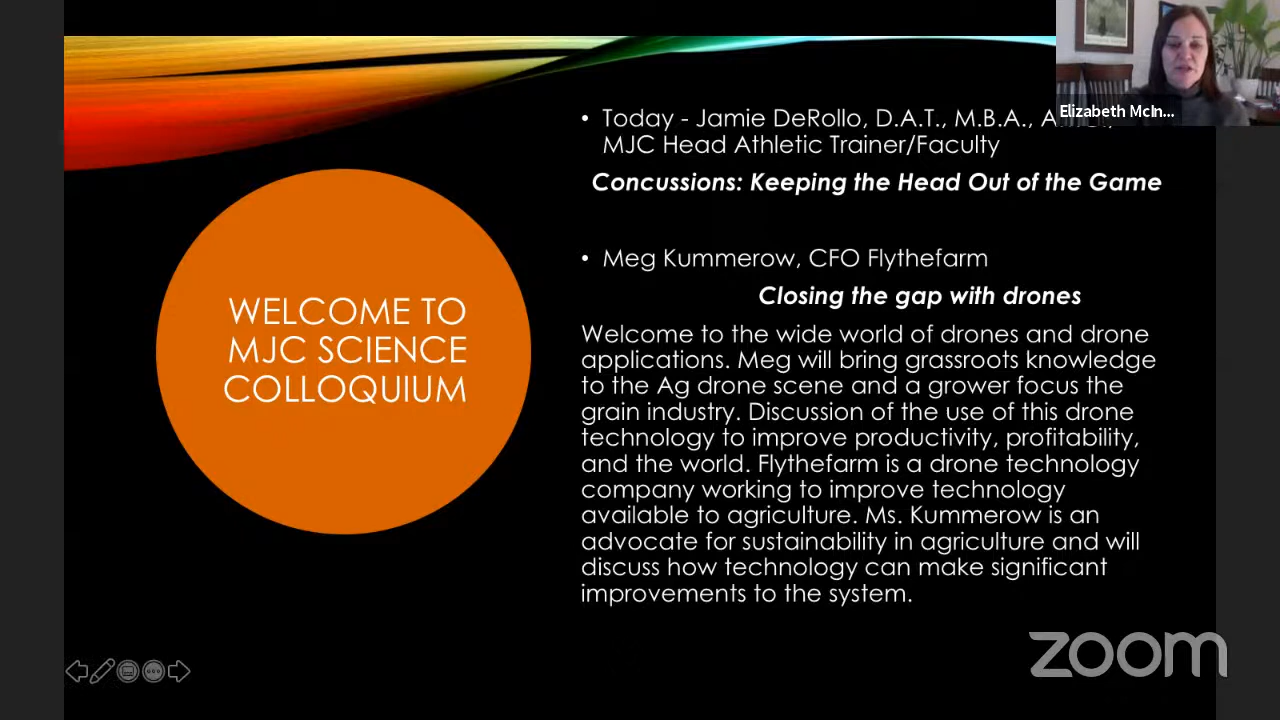 Elizabeth McIn...
• Today - Jamie DeRollo, D.A.T., M.B.A.,
MJC Head Athletic Trainer/Faculty
Concussions: Keeping the Head Out of the Game
• Meg Kummerow, CFO Flythefarm
Closing the gap with drones
Welcome to the wide world of drones and drone
applications. Meg will bring grassroots knowledge
to the Ag drone scene and a grower focus the
grain industry. Discussion of the use of this drone
technology to improve productivity, profitability,
and the world. Flythefarm is a drone technology
company working to improve technology
available to agriculture. Ms. Kummerow is an
advocate for sustainability in agriculture and will
discuss how technology can make significant
improvements to the system.
WELCOME TO
MJC SCIENCE
COLLOQUIUM
zoom